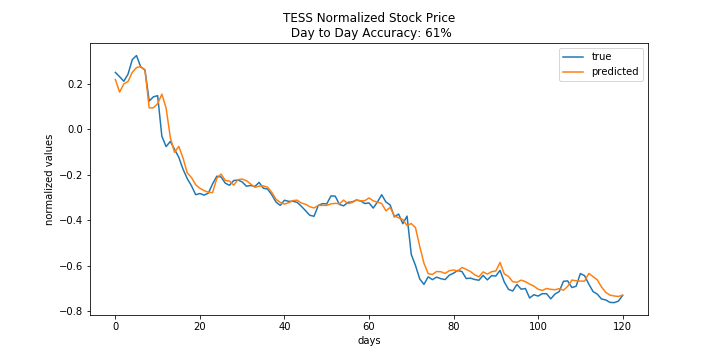 TESS Normalized Stock Price
Day to Day Accuracy: 61%
true
predicted
normalized values
0.2
0.0
−0.2
−0.4
−0.6
−0.8
0 20 40 60 80 100 120
days